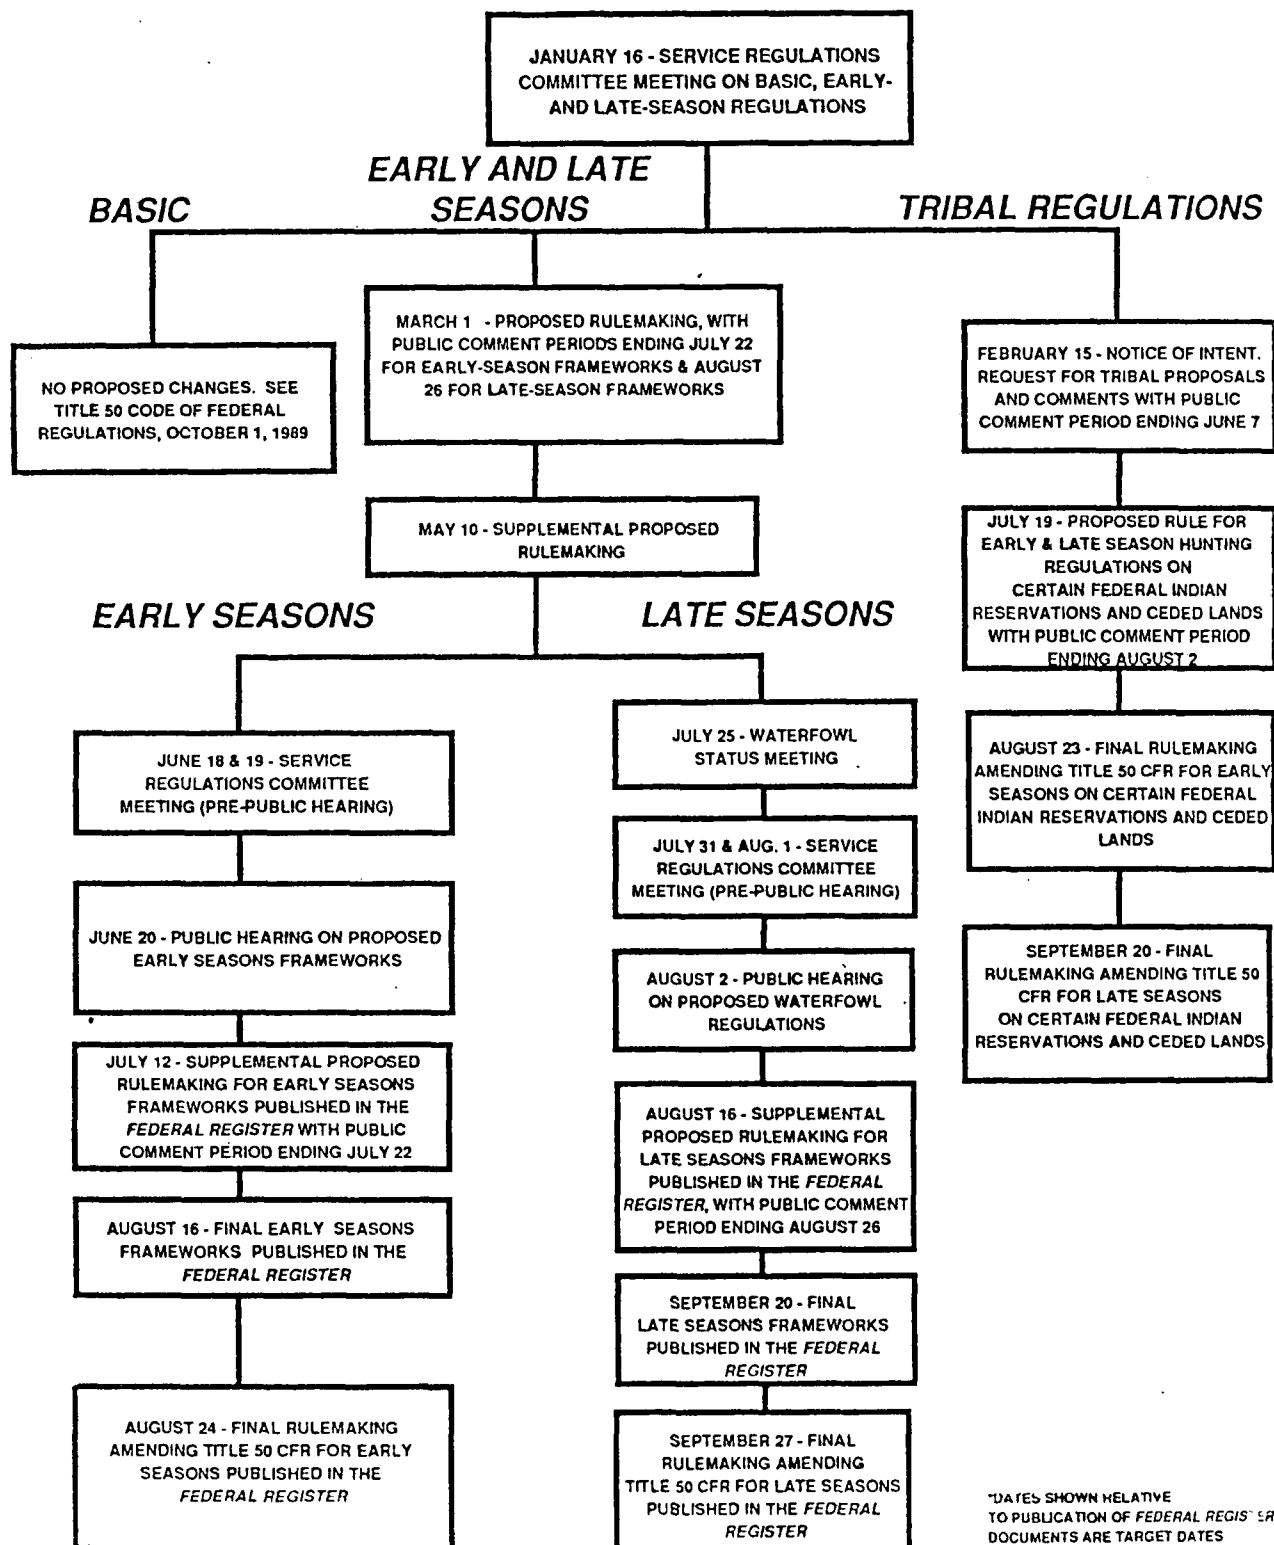 JANUARY 16 - SERVICE REGULATIONS
COMMITTEE MEETING ON BASIC, EARLY-
AND LATE-SEASON REGULATIONS
BASIC
EARLY AND LATE
SEASONS
TRIBAL REGULATIONS
NO PROPOSED CHANGES. SEE
TITLE 50 CODE OF FEDERAL
REGULATIONS, OCTOBER 1, 1989
MARCH 1 - PROPOSED RULEMAKING, WITH
PUBLIC COMMENT PERIODS ENDING JULY 22
FOR EARLY-SEASON FRAMEWORKS & AUGUST
26 FOR LATE-SEASON FRAMEWORKS
MAY 10 - SUPPLEMENTAL PROPOSED
RULEMAKING
EARLY SEASONS
JUNE 18 & 19 - SERVICE
REGULATIONS COMMITTEE
MEETING (PRE-PUBLIC HEARING)
JUNE 20 - PUBLIC HEARING ON PROPOSED
EARLY SEASONS FRAMEWORKS
JULY 12 - SUPPLEMENTAL PROPOSED
RULEMAKING FOR EARLY SEASONS
FRAMEWORKS PUBLISHED IN THE
FEDERAL REGISTER WITH PUBLIC
COMMENT PERIOD ENDING JULY 22
AUGUST 16 - FINAL EARLY SEASONS
FRAMEWORKS PUBLISHED IN THE
FEDERAL REGISTER
AUGUST 24 - FINAL RULEMAKING
AMENDING TITLE 50 CFR FOR EARLY
SEASONS PUBLISHED IN THE
FEDERAL REGISTER
LATE SEASONS
JULY 25 - WATERFOWL
STATUS MEETING
JULY 31 & AUG. 1 - SERVICE
REGULATIONS COMMITTEE
MEETING (PRE-PUBLIC HEARING)
AUGUST 2 - PUBLIC HEARING
ON PROPOSED WATERFOWL
REGULATIONS
AUGUST 16 - SUPPLEMENTAL
PROPOSED RULEMAKING FOR
LATE SEASONS FRAMEWORKS
PUBLISHED IN THE FEDERAL
REGISTER, WITH PUBLIC COMMENT
PERIOD ENDING AUGUST 26
SEPTEMBER 20 - FINAL
LATE SEASONS FRAMEWORKS
PUBLISHED IN THE FEDERAL
REGISTER
SEPTEMBER 27 - FINAL
RULEMAKING AMENDING
TITLE 50 CFR FOR LATE SEASONS
PUBLISHED IN THE FEDERAL
REGISTER
FEBRUARY 15 - NOTICE OF INTENT.
REQUEST FOR TRIBAL PROPOSALS
AND COMMENTS WITH PUBLIC
COMMENT PERIOD ENDING JUNE 7
JULY 19 - PROPOSED RULE FOR
EARLY & LATE SEASON HUNTING
REGULATIONS ON
CERTAIN FEDERAL INDIAN
RESERVATIONS AND CEDED LANDS
WITH PUBLIC COMMENT PERIOD
ENDING AUGUST 2
AUGUST 23 - FINAL RULEMAKING
AMENDING TITLE 50 CFR FOR EARLY
SEASONS ON CERTAIN FEDERAL
INDIAN RESERVATIONS AND CEDED
LANDS
SEPTEMBER 20 - FINAL
RULEMAKING AMENDING TITLE 50
CFR FOR LATE SEASONS
ON CERTAIN FEDERAL INDIAN
RESERVATIONS AND CEDED LANDS
*DATES SHOWN RELATIVE
TO PUBLICATION OF FEDERAL REGISTER
DOCUMENTS ARE TARGET DATES